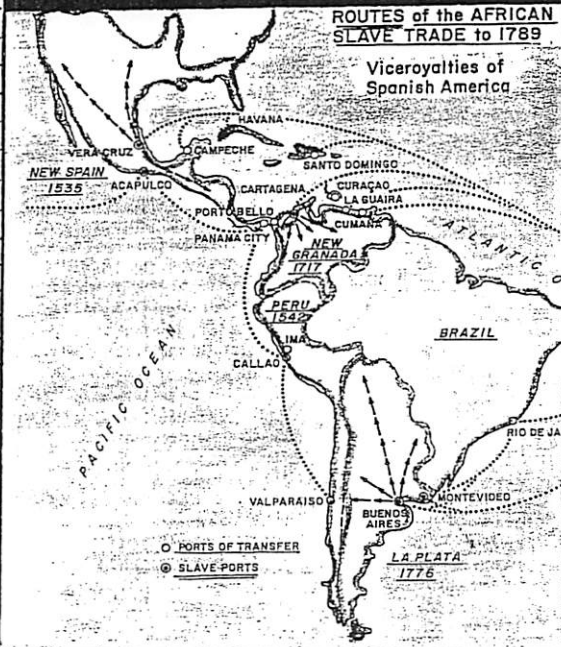 ROUTES of the AFRICAN
SLAVE TRADE to 1789
Viceroyalties of
Spanish America
HAVANA
VERA CRUZ
CAMPECHE
SANTO DOMINGO
NEW SPAIN
1535
ACAPULCO
CARTAGENA
CURAÇAO
LA GUAIRA
PORTO BELLO
CUMANA
PANAMA CITY
ATLANTIC O
NEW
GRANADA
1717
PERU
1542
BRAZIL
LIMA
CALLAO
PACIFIC OCEAN
RIO DE JA
VALPARAISO
MONTEVIDEO
BUENOS
AIRES
PORTS OF TRANSFER
SLAVE PORTS
LA PLATA
1776